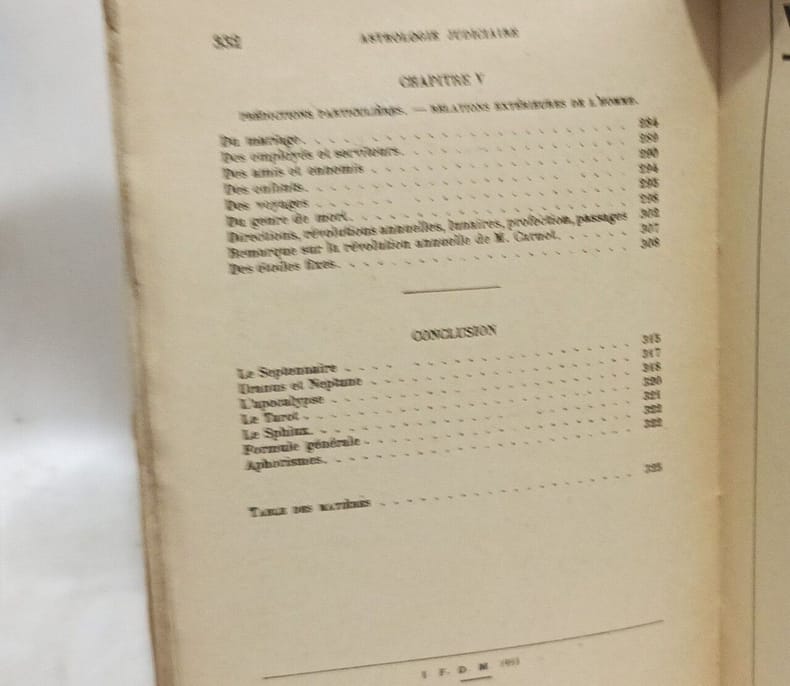 332 ASTROLOGIE JUDICIAIRE
CHAPITRE V
PRÉDICTIONS PARTICULIÈRES. — RELATIONS EXTÉRIEURES DE L'HOMME.
Du mariage. 284
Des employés et serviteurs. 289
Des amis et ennemis 290
Des enfants. 294
Des voyages 295
Du genre de mort. 298
Directions, révolutions annuelles, lunaires, profection, passages 302
Remarque sur la révolution annuelle de M. Carnot. 307
Des étoiles fixes. 308
CONCLUSION
Le Septennaire 315
Uranus et Neptune 317
L'apocalypse 318
Le Tarot. 320
Le Sphinx. 321
Formule générale. 322
Aphorismes. 322
TABLE DES MATIÈRES 325
F. D. M.